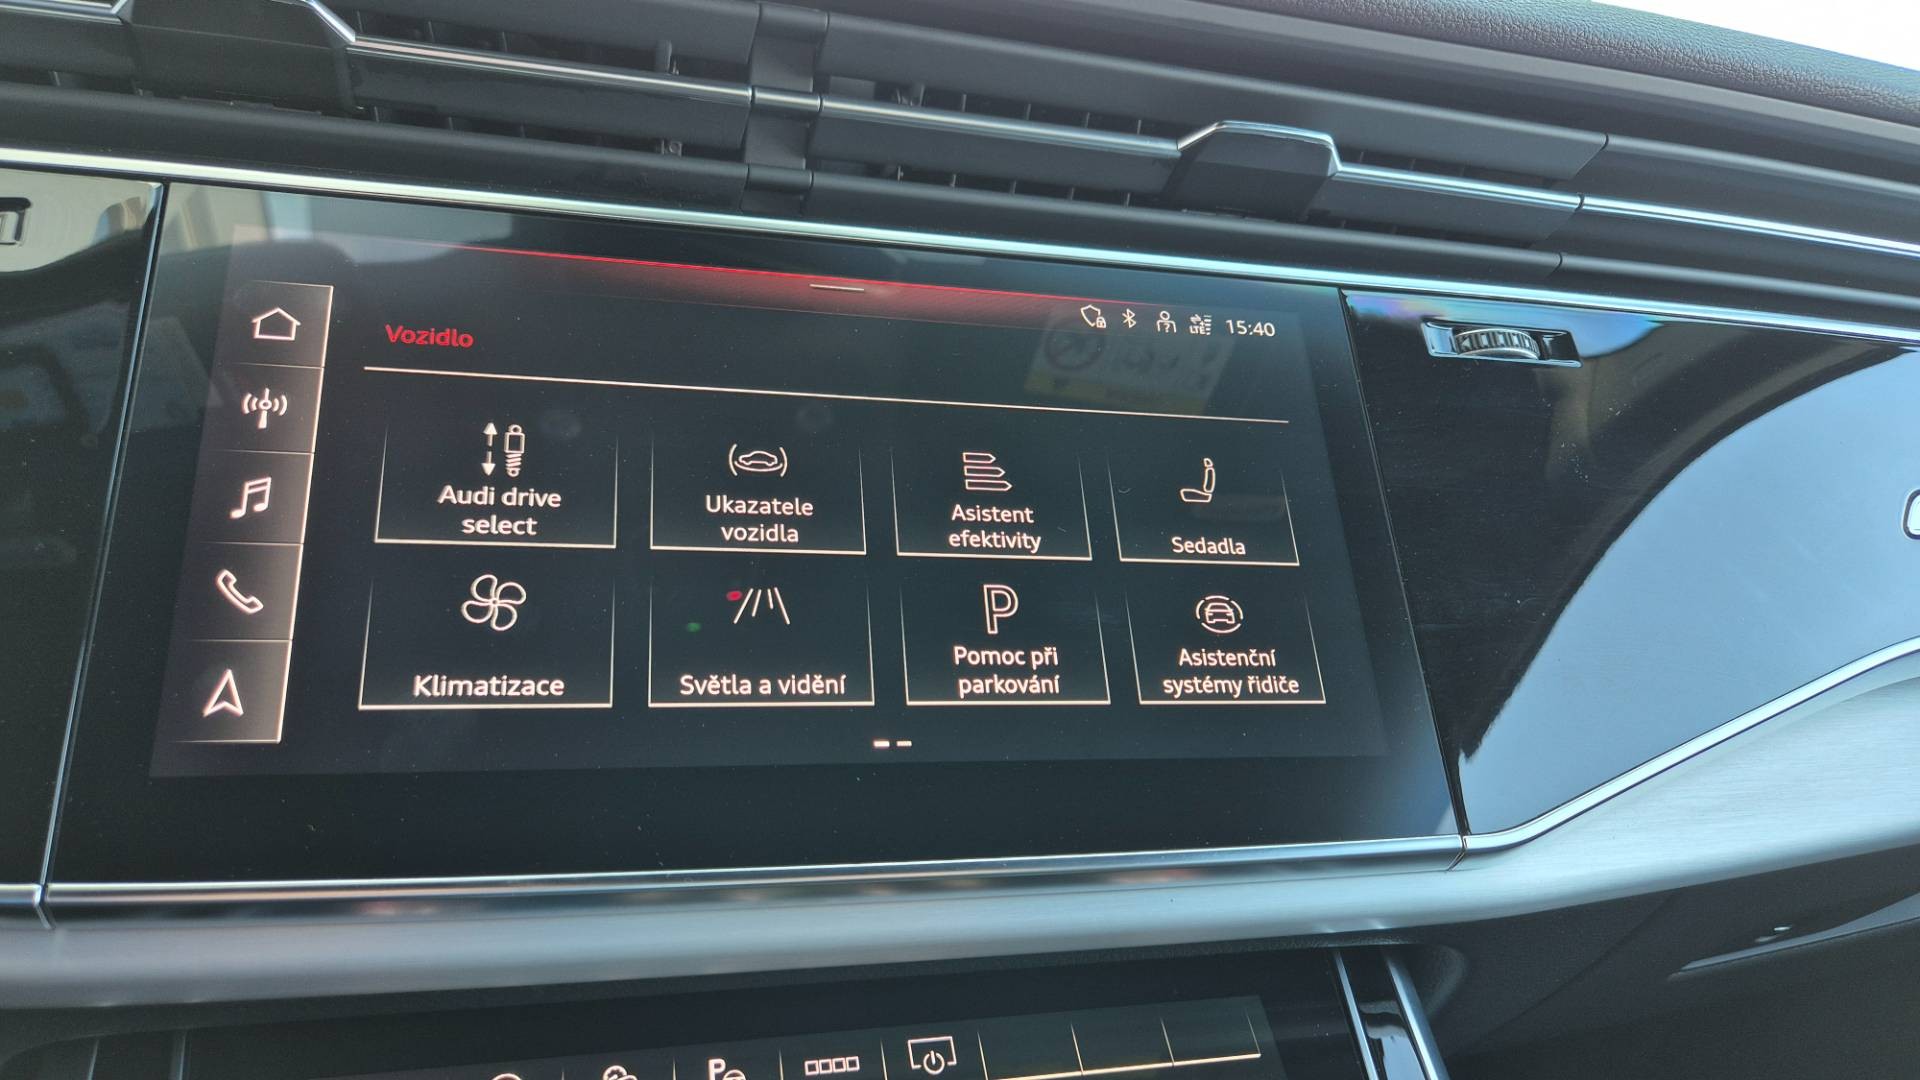 Vozidlo
LTE 15:40
Audi drive
select
Ukazatele
vozidla
Asistent
efektivity
Sedadla
Klimatizace
Světla a vidění
P
Pomoc při
parkování
Asistenční
systémy řidiče
P